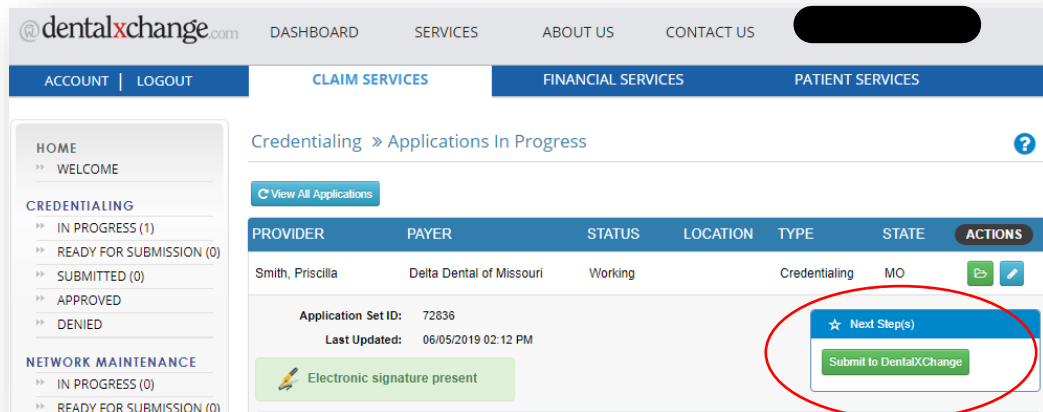 @dentalxchange.com DASHBOARD SERVICES ABOUT US CONTACT US
ACCOUNT | LOGOUT CLAIM SERVICES FINANCIAL SERVICES PATIENT SERVICES
HOME
WELCOME
CREDENTIALING
IN PROGRESS (1)
READY FOR SUBMISSION (0)
SUBMITTED (0)
APPROVED
DENIED
NETWORK MAINTENANCE
IN PROGRESS (0)
READY FOR SUBMISSION (0)
Credentialing » Applications In Progress ?
View All Applications
PROVIDER PAYER STATUS LOCATION TYPE STATE ACTIONS
Smith, Priscilla Delta Dental of Missouri Working Credentialing MO
Application Set ID: 72836
Last Updated: 06/05/2019 02:12 PM
Electronic signature present
Next Step(s)
Submit to DentalXChange